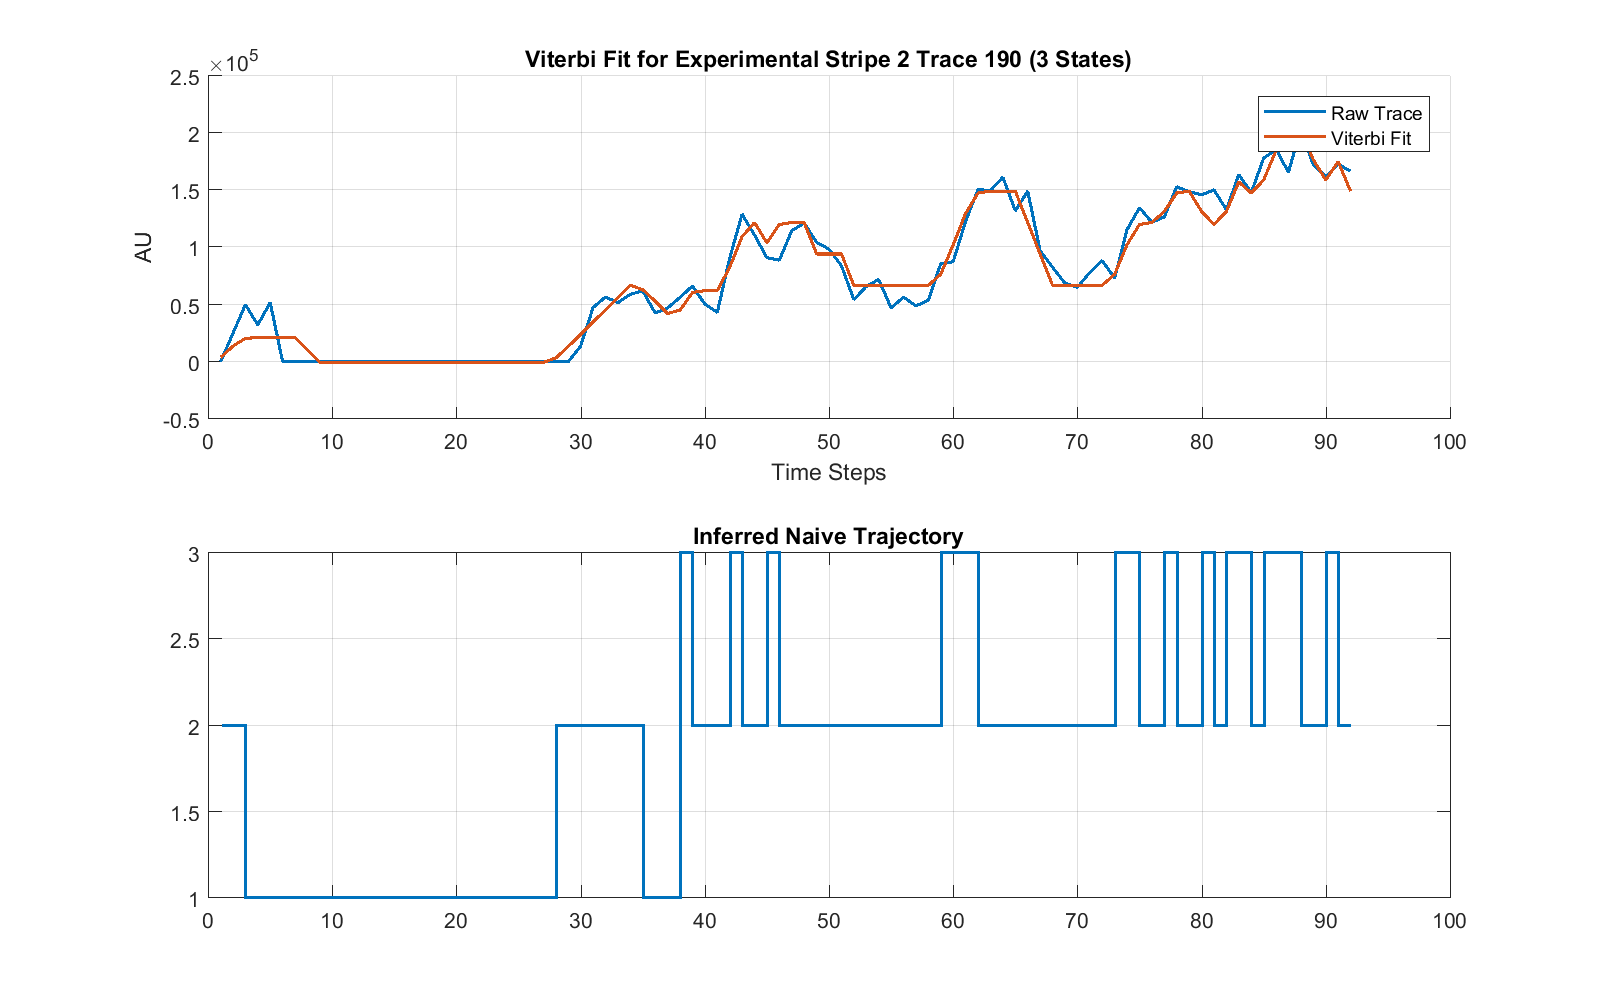 Viterbi Fit for Experimental Stripe 2 Trace 190 (3 States)
×10⁵
2.5
2
1.5
1
0.5
0
-0.5
AU
Raw Trace
Viterbi Fit
0 10 20 30 40 50 60 70 80 90 100
Time Steps
Inferred Naive Trajectory
3
2.5
2
1.5
1
0 10 20 30 40 50 60 70 80 90 100